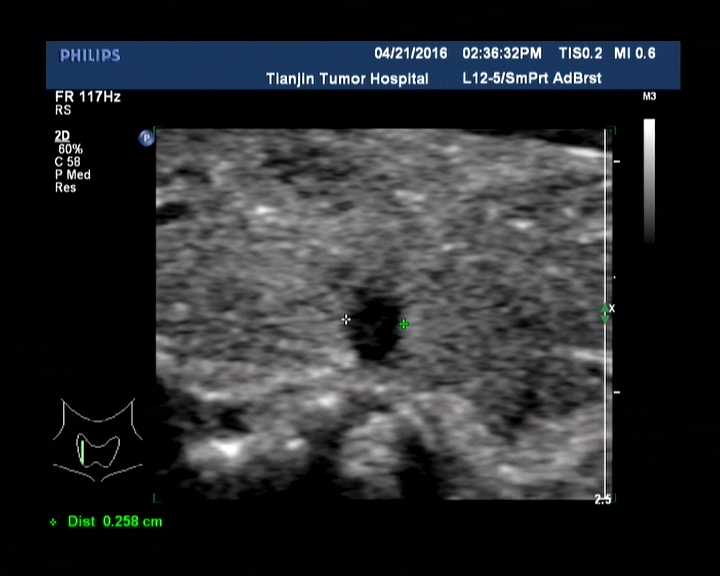 PHILIPS
04/21/2016 02:36:32PM TIS0.2 MI 0.6
Tianjin Tumor Hospital L12-5/SmPrt AdBrst
FR 117Hz
RS
M3
2D
60%
C 58
P Med
Res
P
X
2.5
Dist 0.258 cm